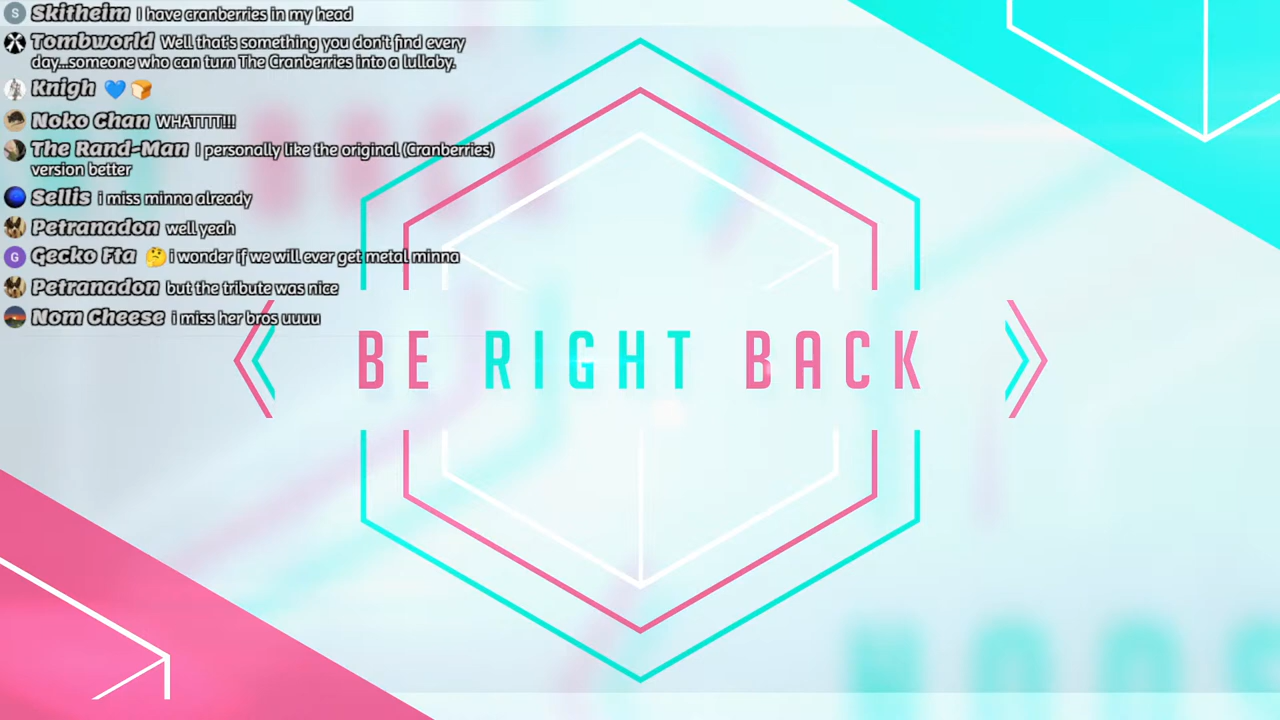 S Skitheim I have cranberries in my head
Tombworld Well that's something you don't find every
day...someone who can turn The Cranberries into a lullaby.
Knigh 💙 🍞
Noko Chan WHATTTT!!!
The Rand-Man I personally like the original (Cranberries)
version better
Sellis i miss minna already
Petranadon well yeah
G Gecko Fta 🤔 i wonder if we will ever get metal minna
Petranadon but the tribute was nice
Nom Cheese i miss her bros uuuu
BE RIGHT BACK